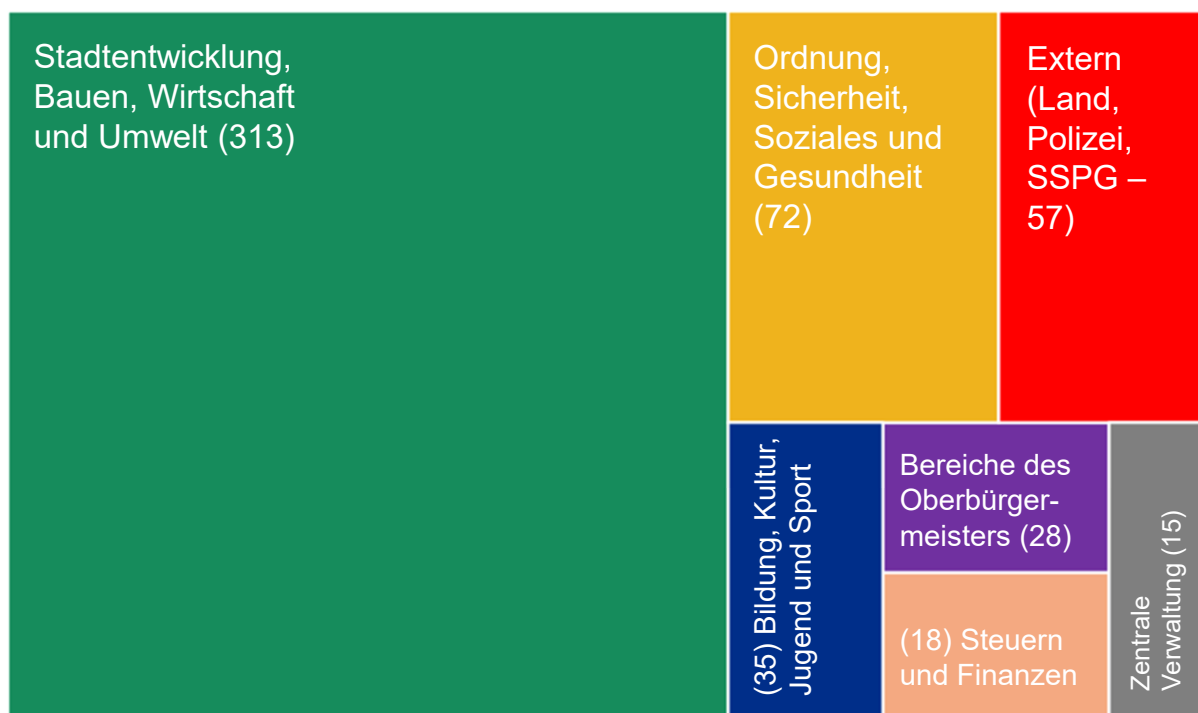 Stadtentwicklung,
Bauen, Wirtschaft
und Umwelt (313)
Ordnung,
Sicherheit,
Soziales und
Gesundheit
(72)
Extern
(Land,
Polizei,
SSPG –
57)
(35) Bildung, Kultur,
Jugend und Sport
Bereiche des
Oberbürger-
meisters (28)
(18) Steuern
und Finanzen
Zentrale
Verwaltung (15)